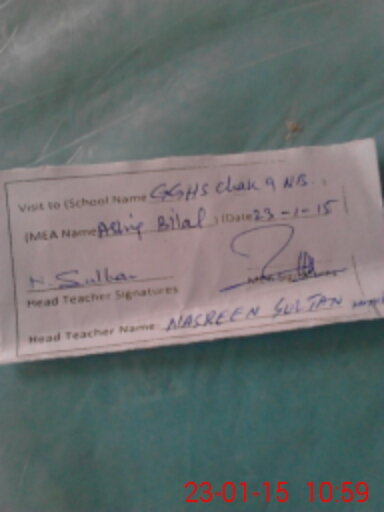 Visit to (School Name GGHS Chak 9 NB.
(MEA Name Bilal ) (Date 23-1-15
N. Sultan
Head Teacher Signatures
Head Teacher Name NASREEN SULTAN
23-01-15 10:59